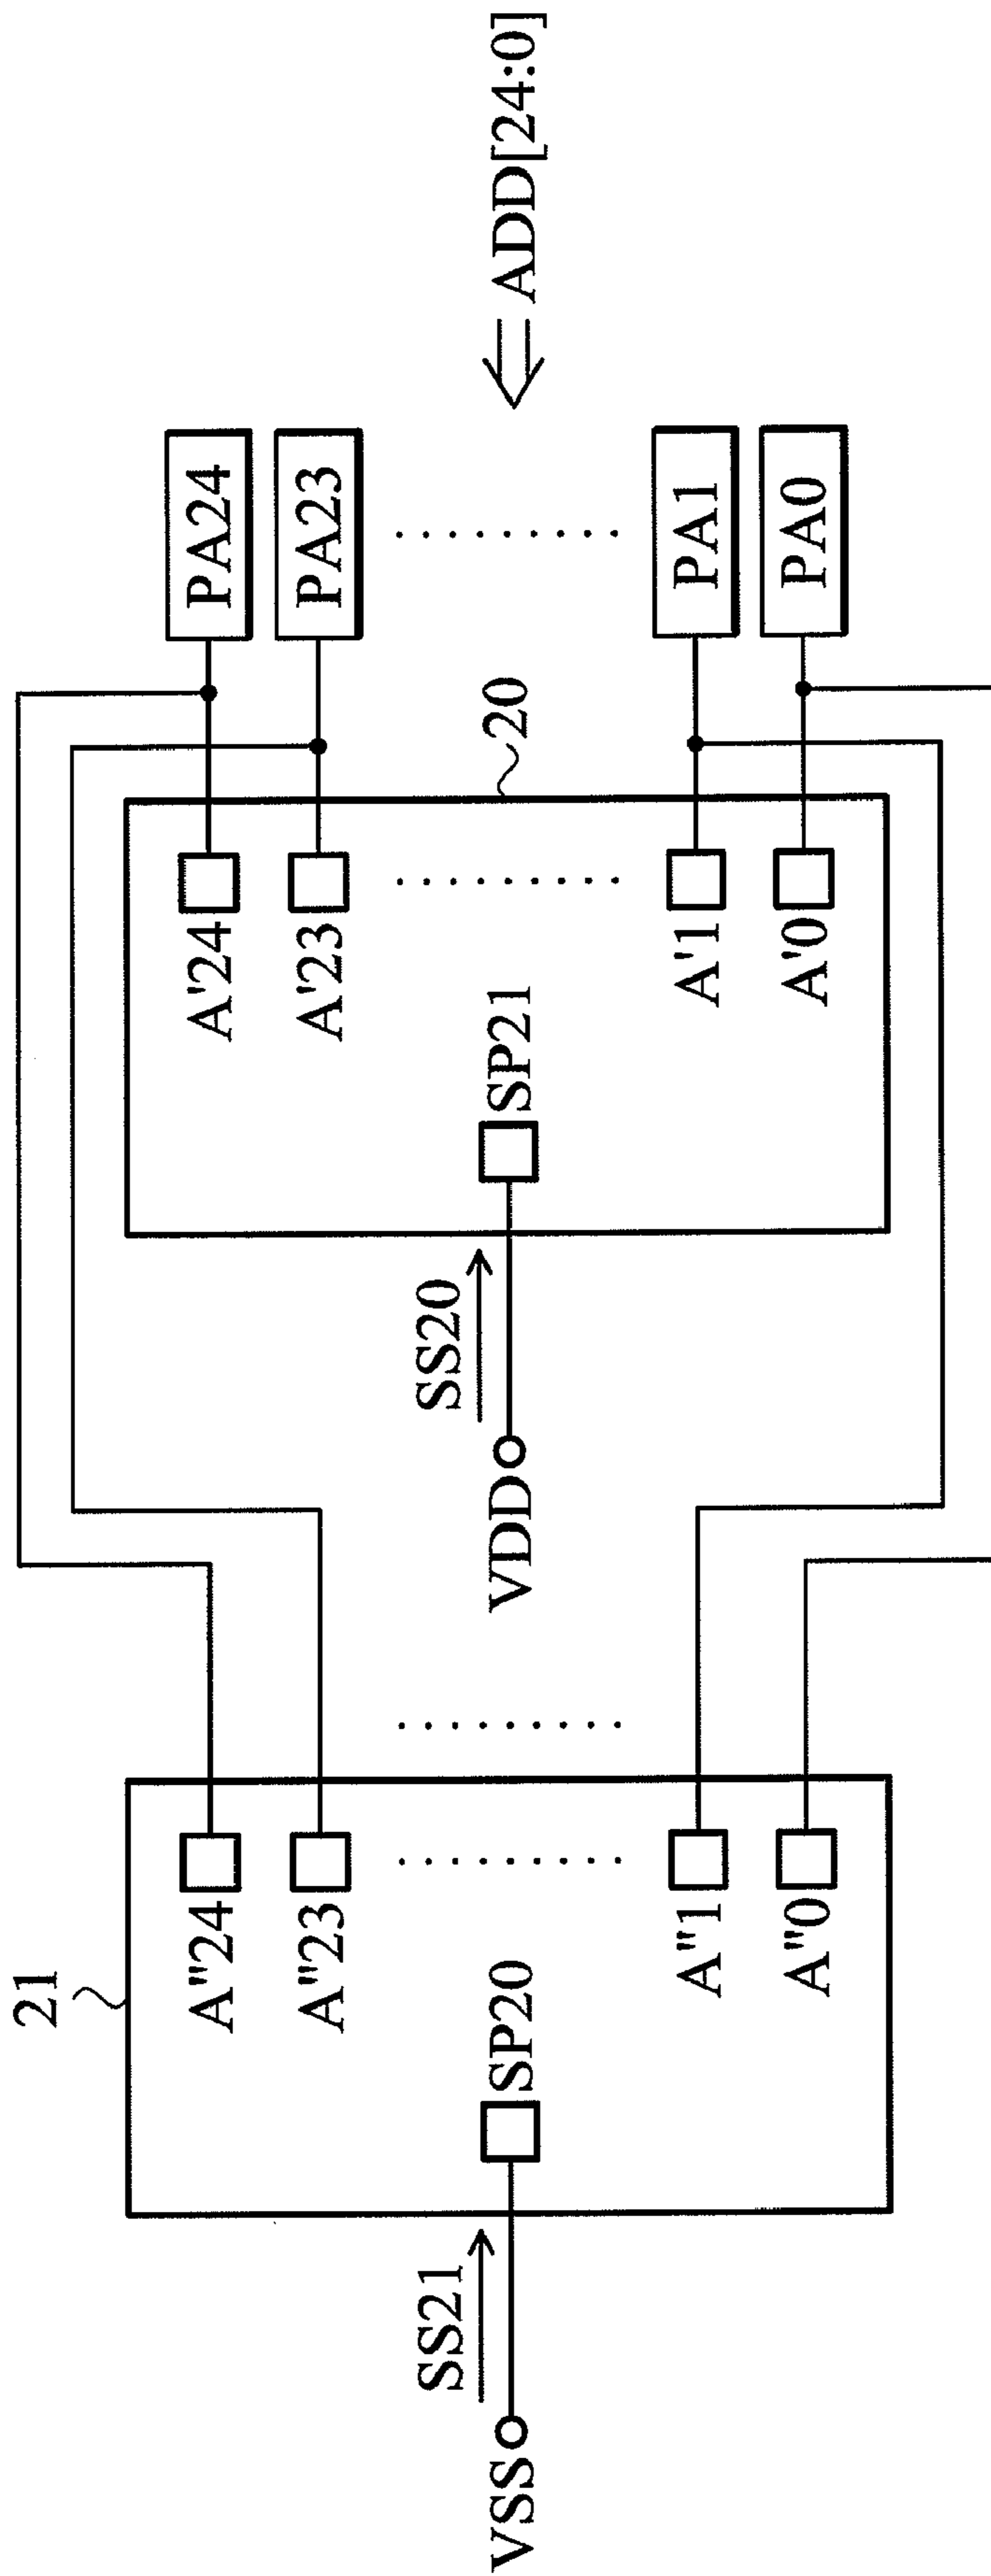 21
A"24
A"23
A"1
A"0
SP20
SS21
VSS
20
A'24
A'23
A'1
A'0
SP21
SS20
VDD
PA24
PA23
PA1
PA0
ADD[24:0]